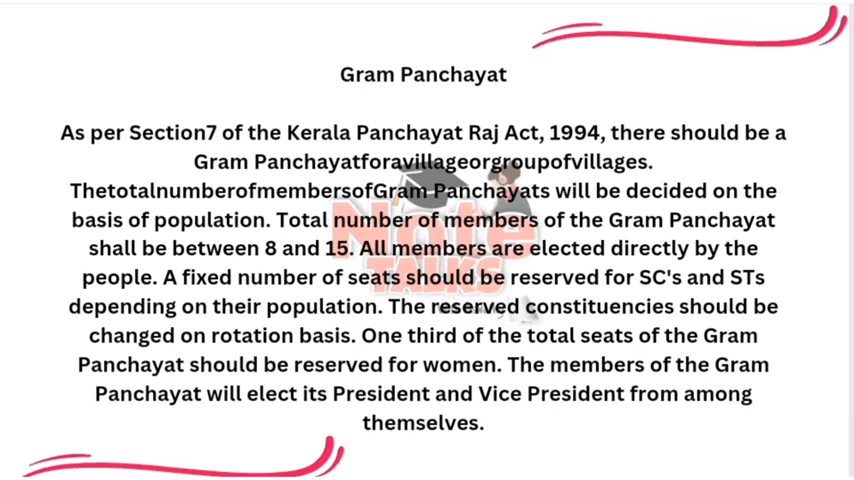 Gram Panchayat
As per Section7 of the Kerala Panchayat Raj Act, 1994, there should be a
Gram Panchayatforavillageorgroupofvillages.
ThetotalnumberofmembersofGram Panchayats will be decided on the
basis of population. Total number of members of the Gram Panchayat
shall be between 8 and 15. All members are elected directly by the
people. A fixed number of seats should be reserved for SC's and STs
depending on their population. The reserved constituencies should be
changed on rotation basis. One third of the total seats of the Gram
Panchayat should be reserved for women. The members of the Gram
Panchayat will elect its President and Vice President from among
themselves.
Note
TALKS